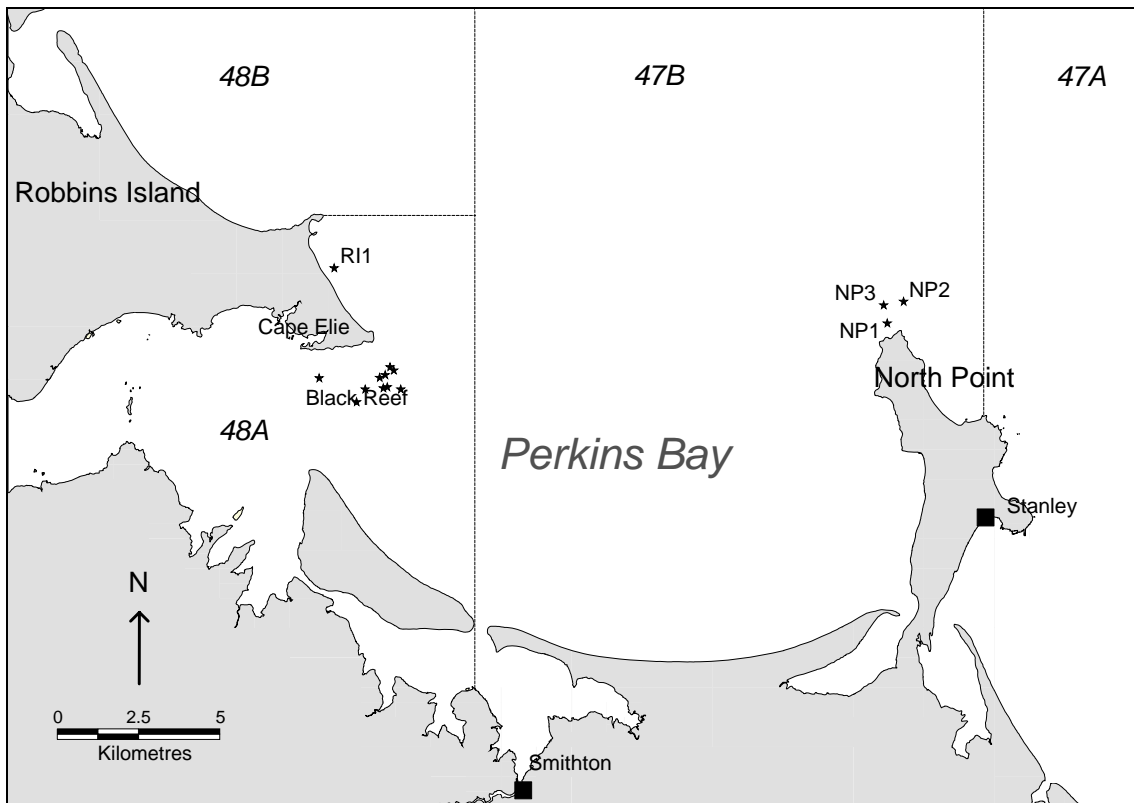 48B
47B
47A
Robbins Island
RI1
NP3
NP2
NP1
Cape Elie
North Point
Black Reef
48A
Perkins Bay
Stanley
N
0 2.5 5
Kilometres
Smithton